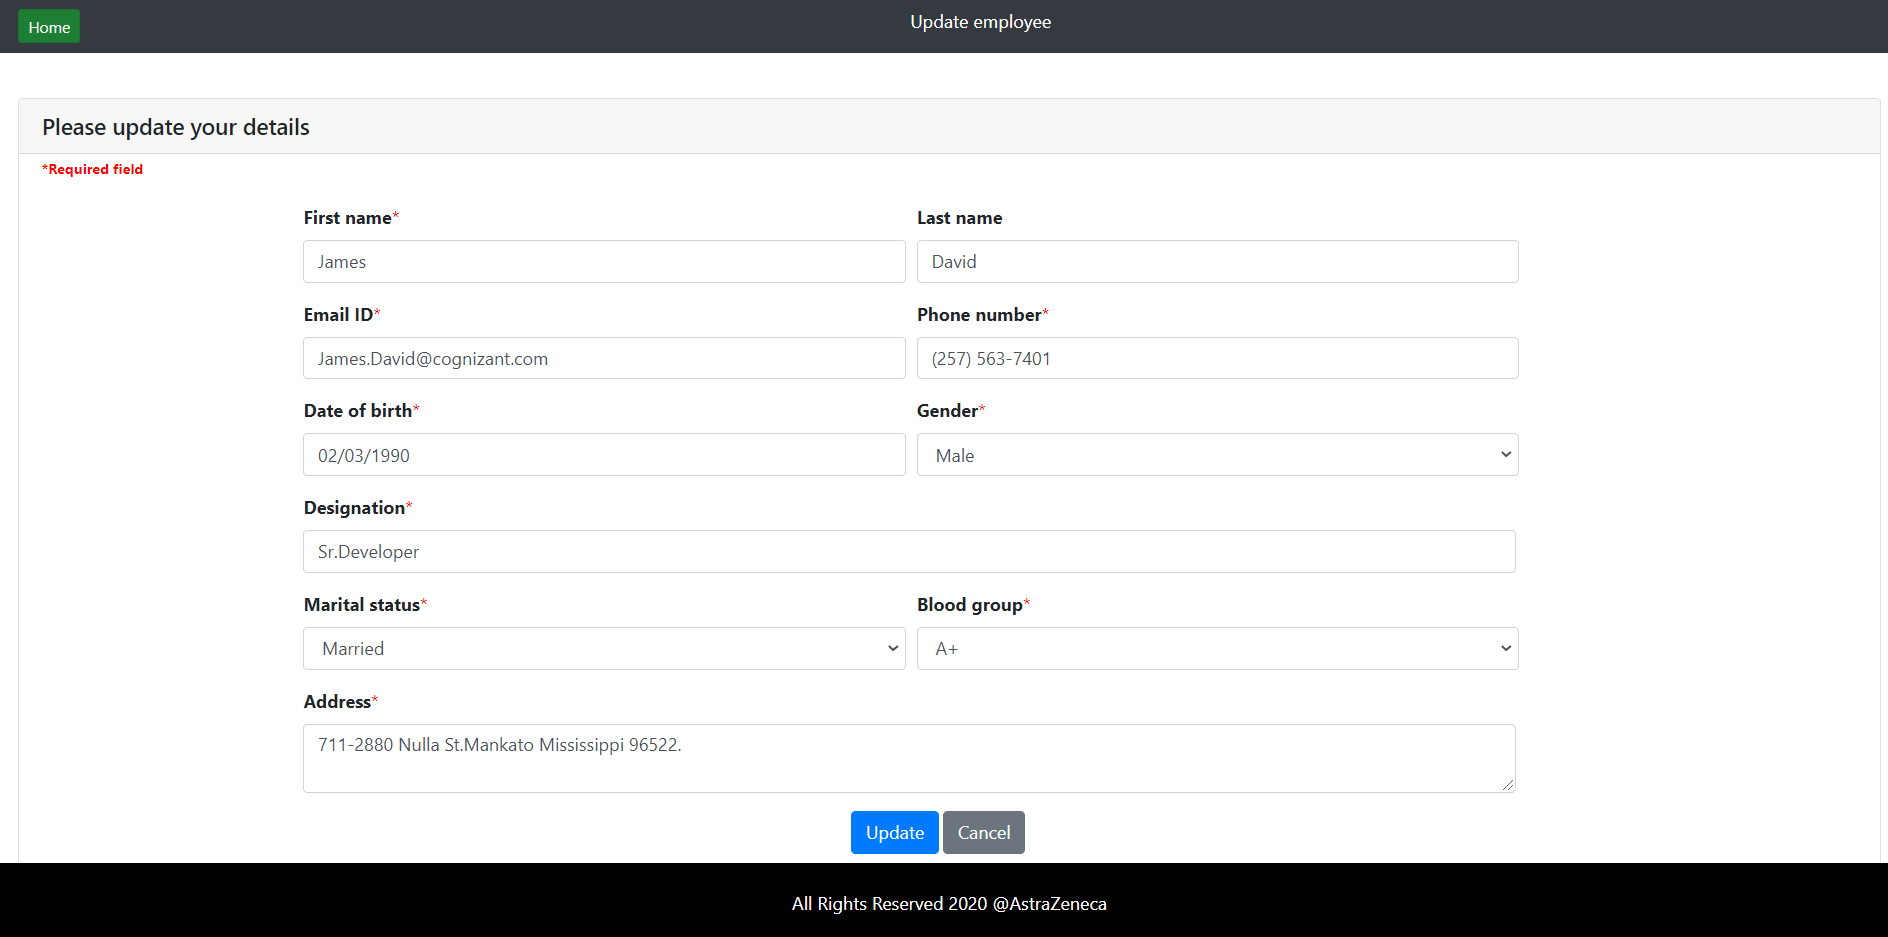 Home
Update employee
Please update your details
*Required field
First name*
Last name
James
David
Email ID*
Phone number*
James.David@cognizant.com
(257) 563-7401
Date of birth*
Gender*
02/03/1990
Male
Designation*
Sr.Developer
Marital status*
Blood group*
Married
A+
Address*
711-2880 Nulla St.Mankato Mississippi 96522.
Update
Cancel
All Rights Reserved 2020 @AstraZeneca